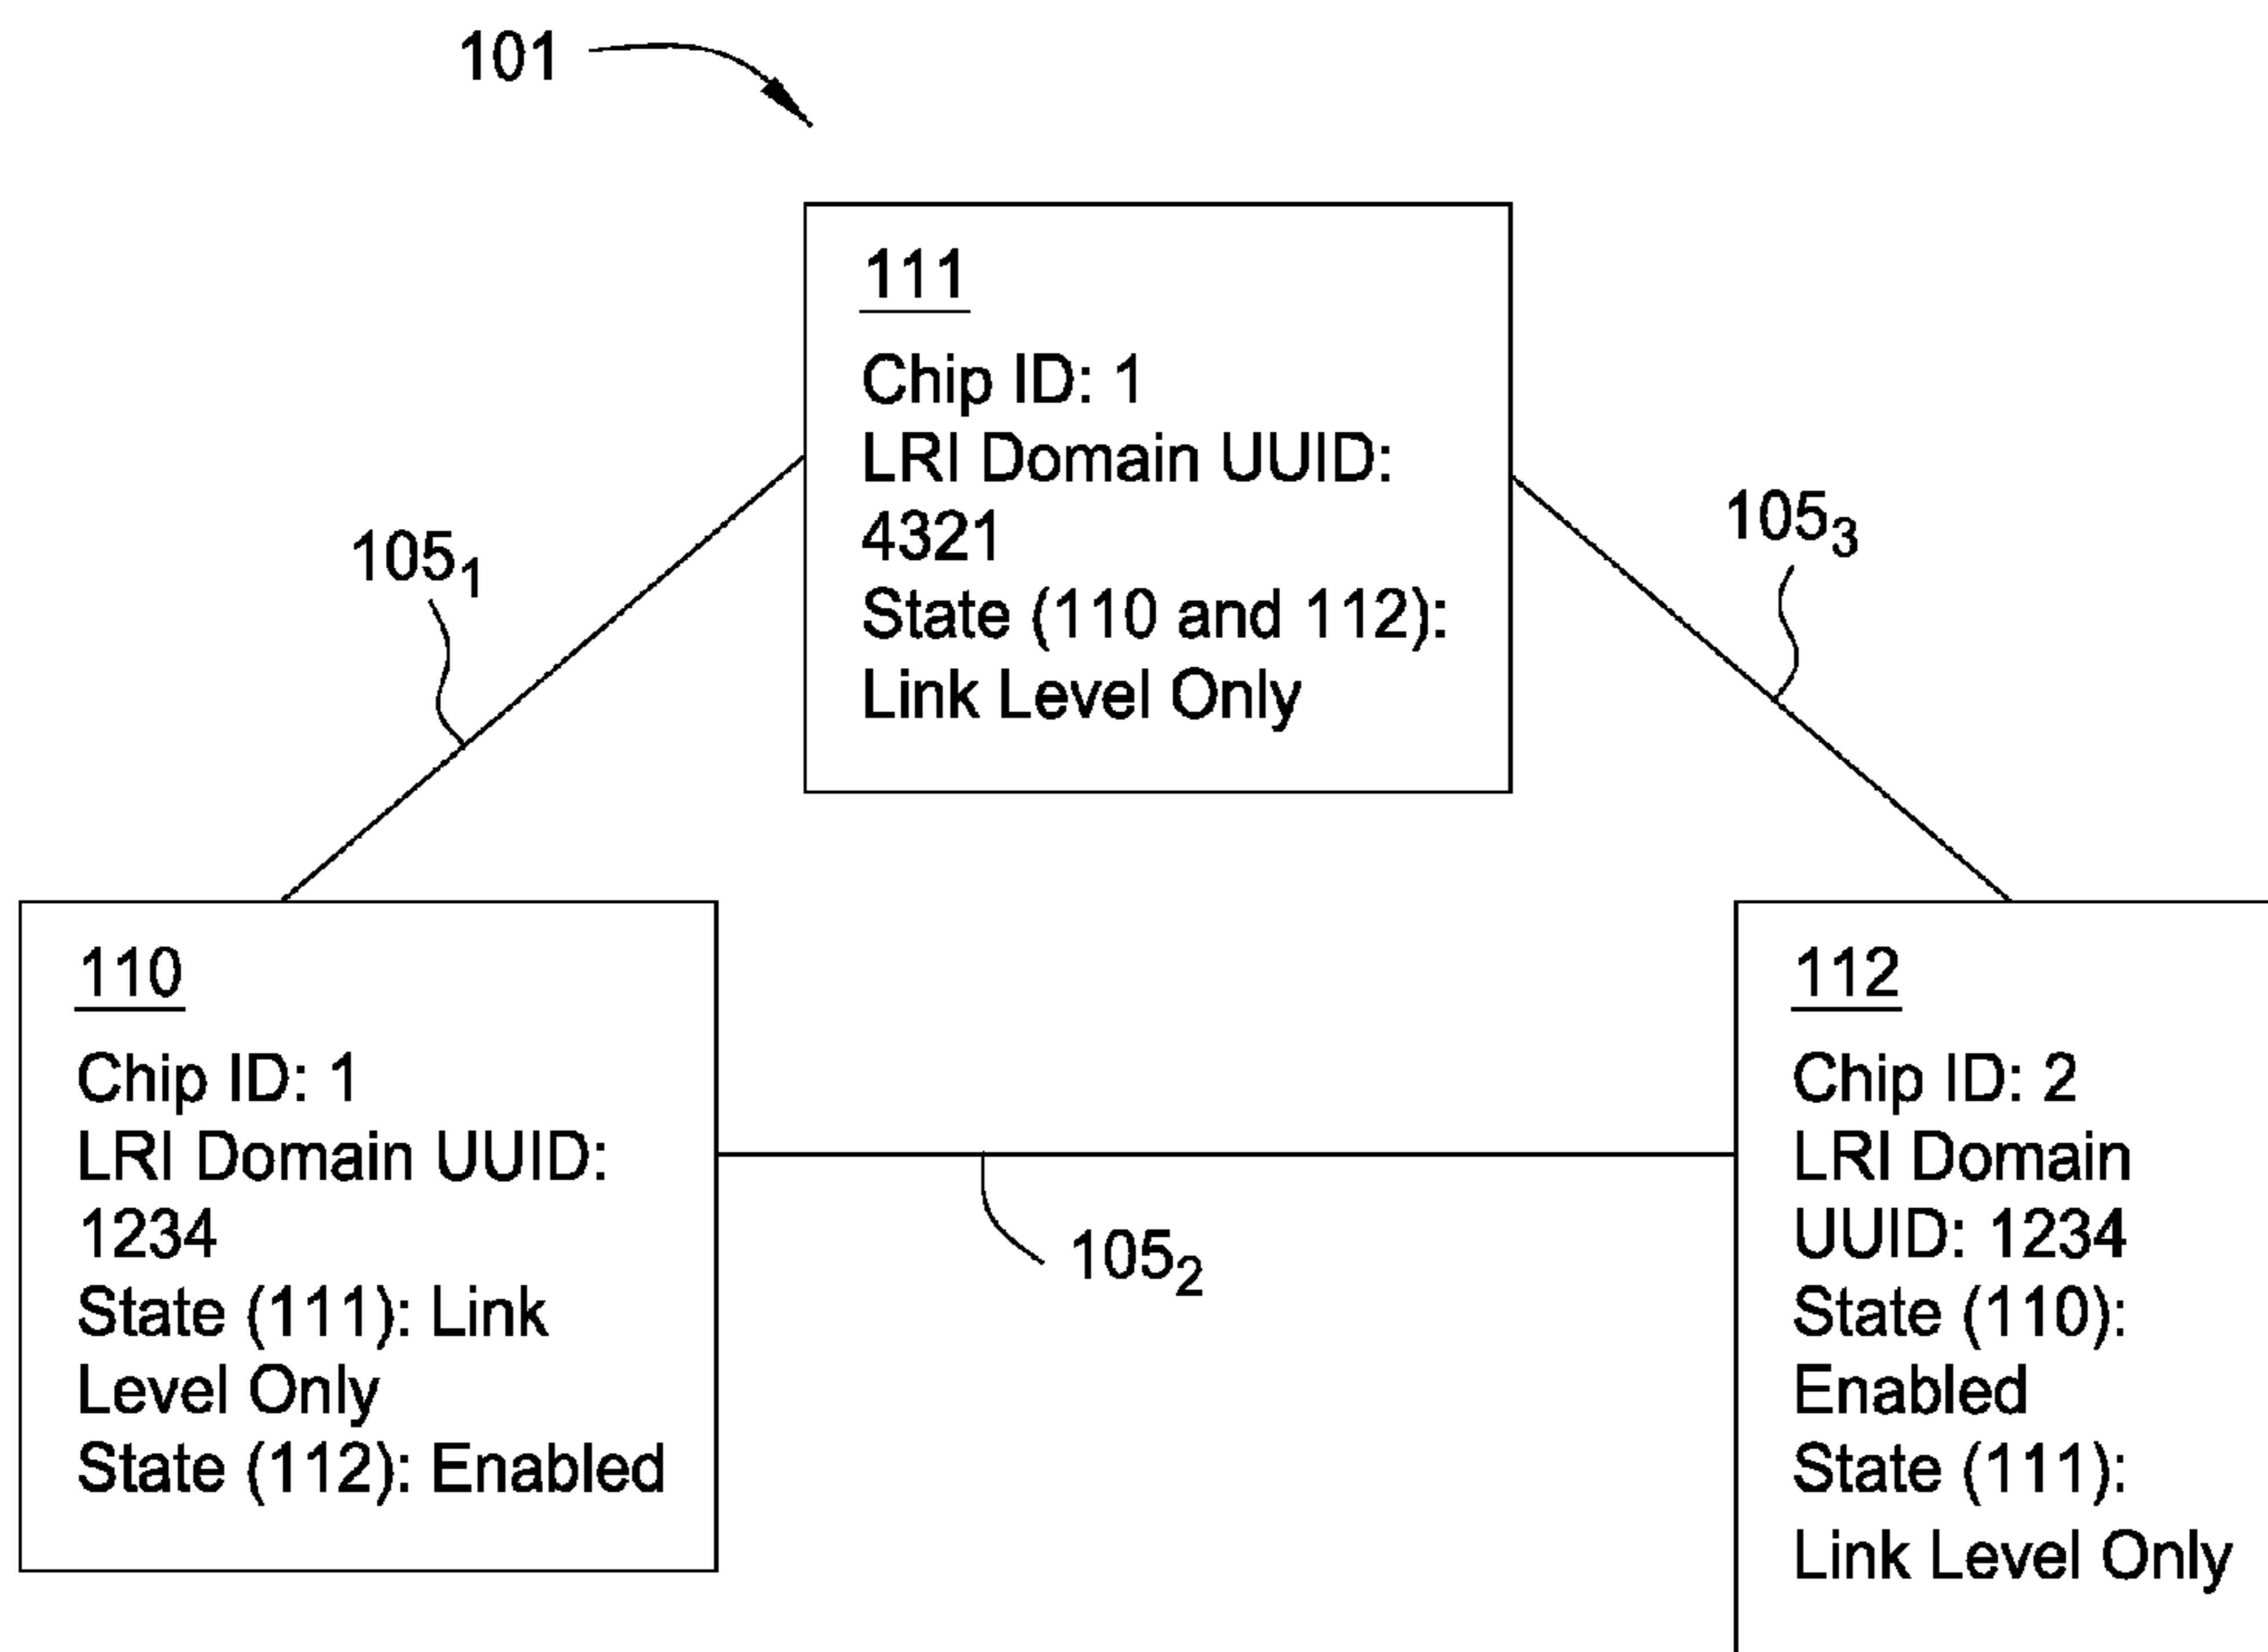 101
111
Chip ID: 1
LRI Domain UUID:
4321
State (110 and 112):
Link Level Only
105₁
105₃
110
Chip ID: 1
LRI Domain UUID:
1234
State (111): Link
Level Only
State (112): Enabled
105₂
112
Chip ID: 2
LRI Domain
UUID: 1234
State (110):
Enabled
State (111):
Link Level Only